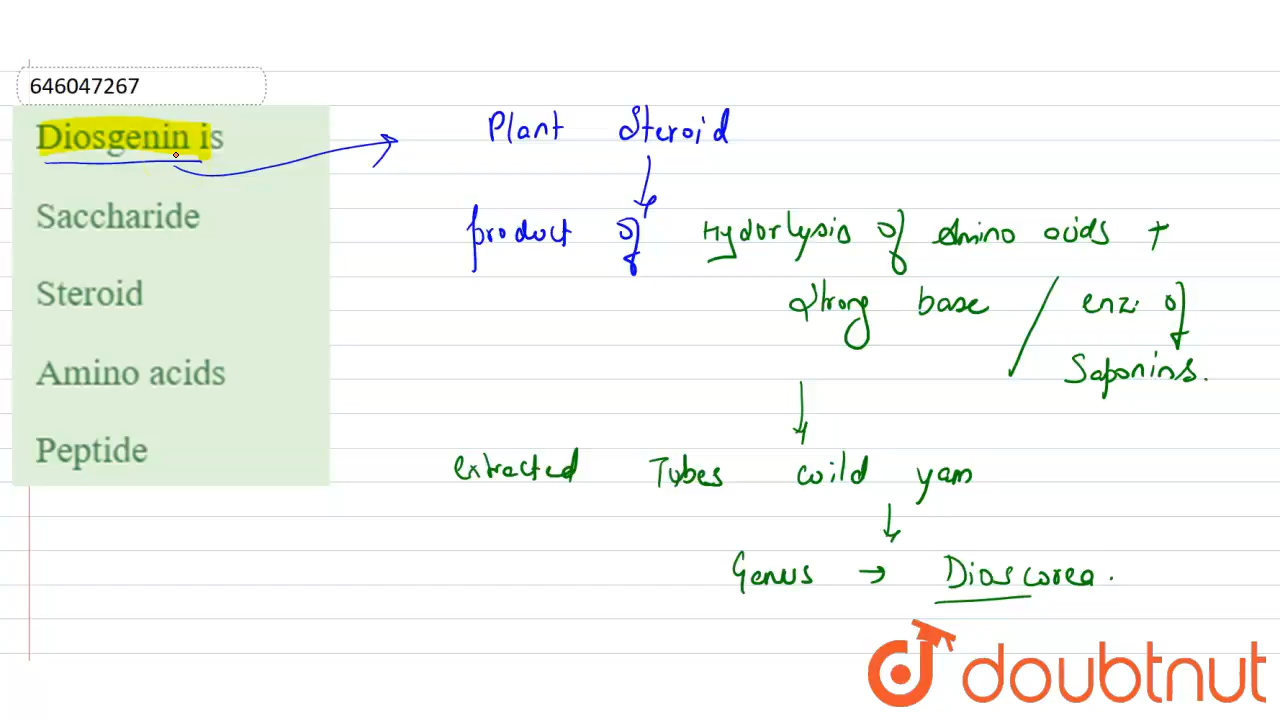 646047267
Diosgenin is
Saccharide
Steroid
Amino acids
Peptide
Plant Steroid
product of Hydorlysis of Amino acids +
Strong base / enz. of
Saponins.
extracted Tubes wild yam
Genus → Dioscorea.
doubtnut